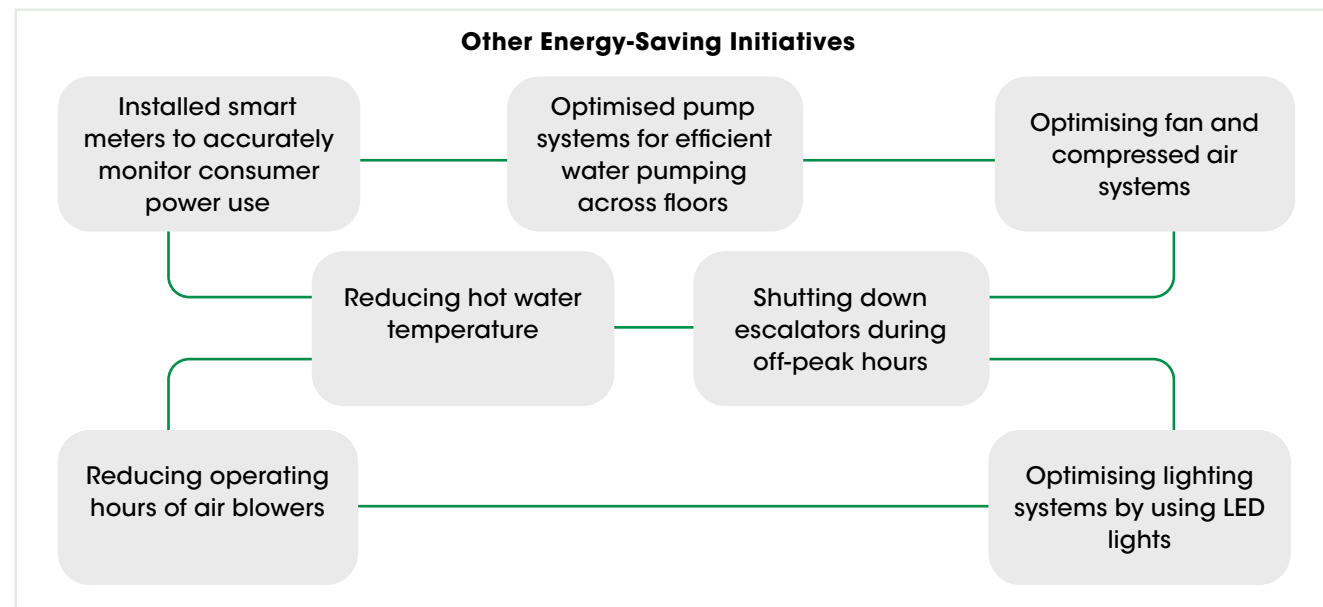 Other Energy-Saving Initiatives
Installed smart
meters to accurately
monitor consumer
power use
Optimised pump
systems for efficient
water pumping
across floors
Optimising fan and
compressed air
systems
Reducing hot water
temperature
Shutting down
escalators during
off-peak hours
Reducing operating
hours of air blowers
Optimising lighting
systems by using LED
lights